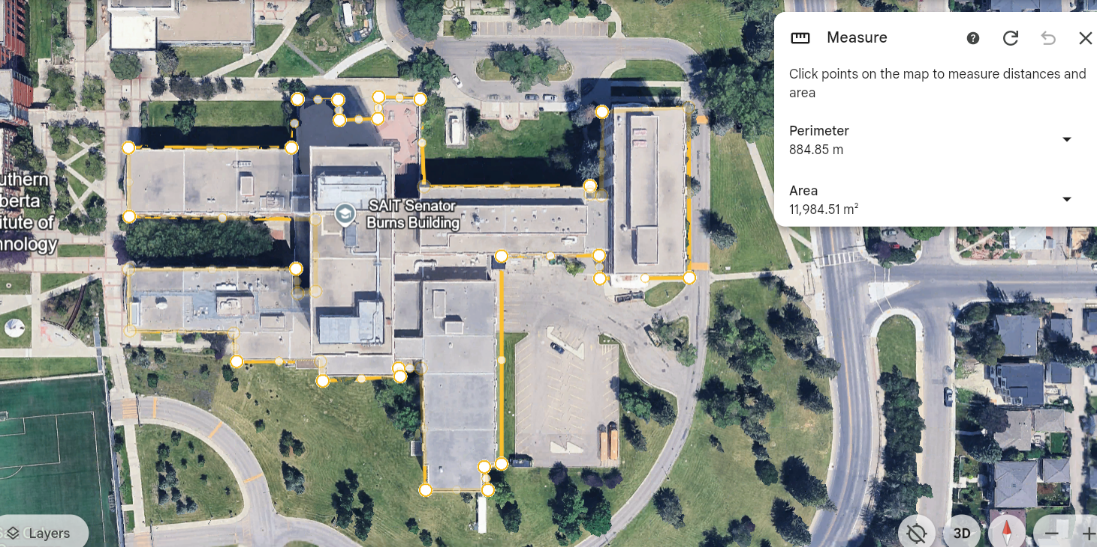 Measure
Click points on the map to measure distances and
area
Perimeter
884.85 m
Area
11,984.51 m²
uthern
berta
itute of
hnology
SAIT Senator
Burns Building
Layers
3D